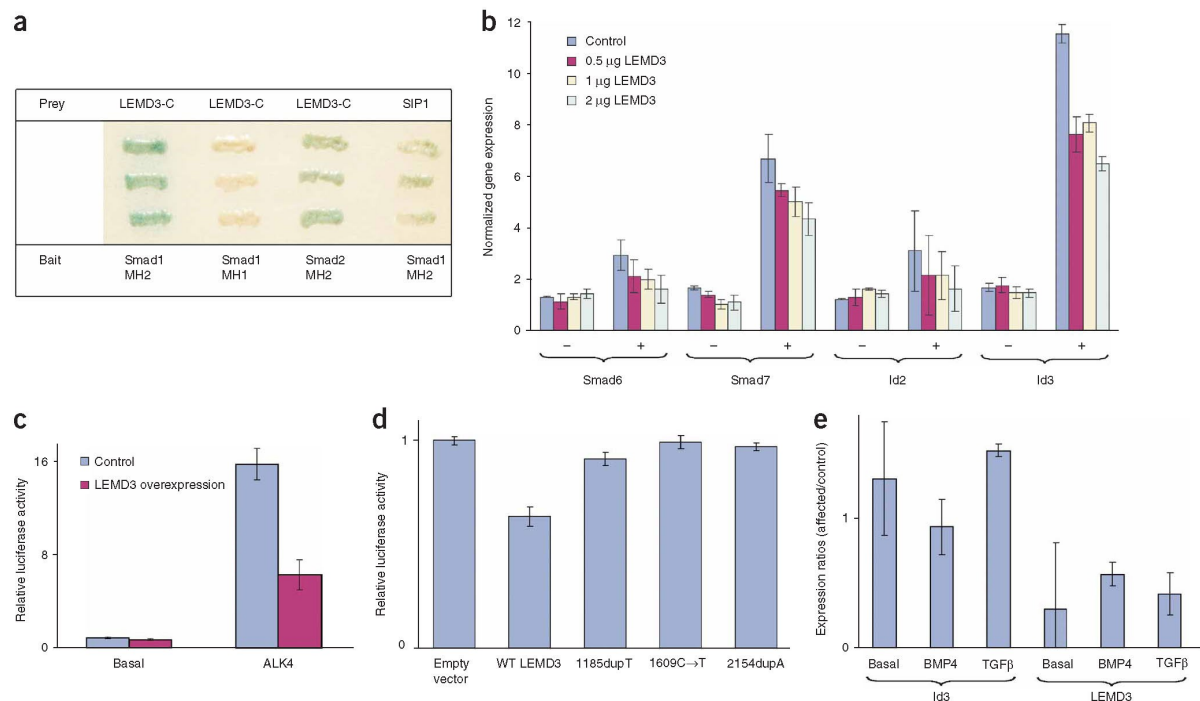 a
Prey LEMD3-C LEMD3-C LEMD3-C SIP1
Bait Smad1 Smad1 Smad2 Smad1
MH2 MH1 MH2 MH2
b
Control
0.5 μg LEMD3
1 μg LEMD3
2 μg LEMD3
Normalized gene expression
12
10
8
6
4
2
0
– + – + – + – +
Smad6 Smad7 Id2 Id3
c
Control
LEMD3 overexpression
Relative luciferase activity
16
8
0
Basal ALK4
d
Relative luciferase activity
1
0
Empty WT LEMD3 1185dupT 1609C→T 2154dupA
vector
e
Expression ratios (affected/control)
1
0
Basal BMP4 TGFβ Basal BMP4 TGFβ
Id3 LEMD3